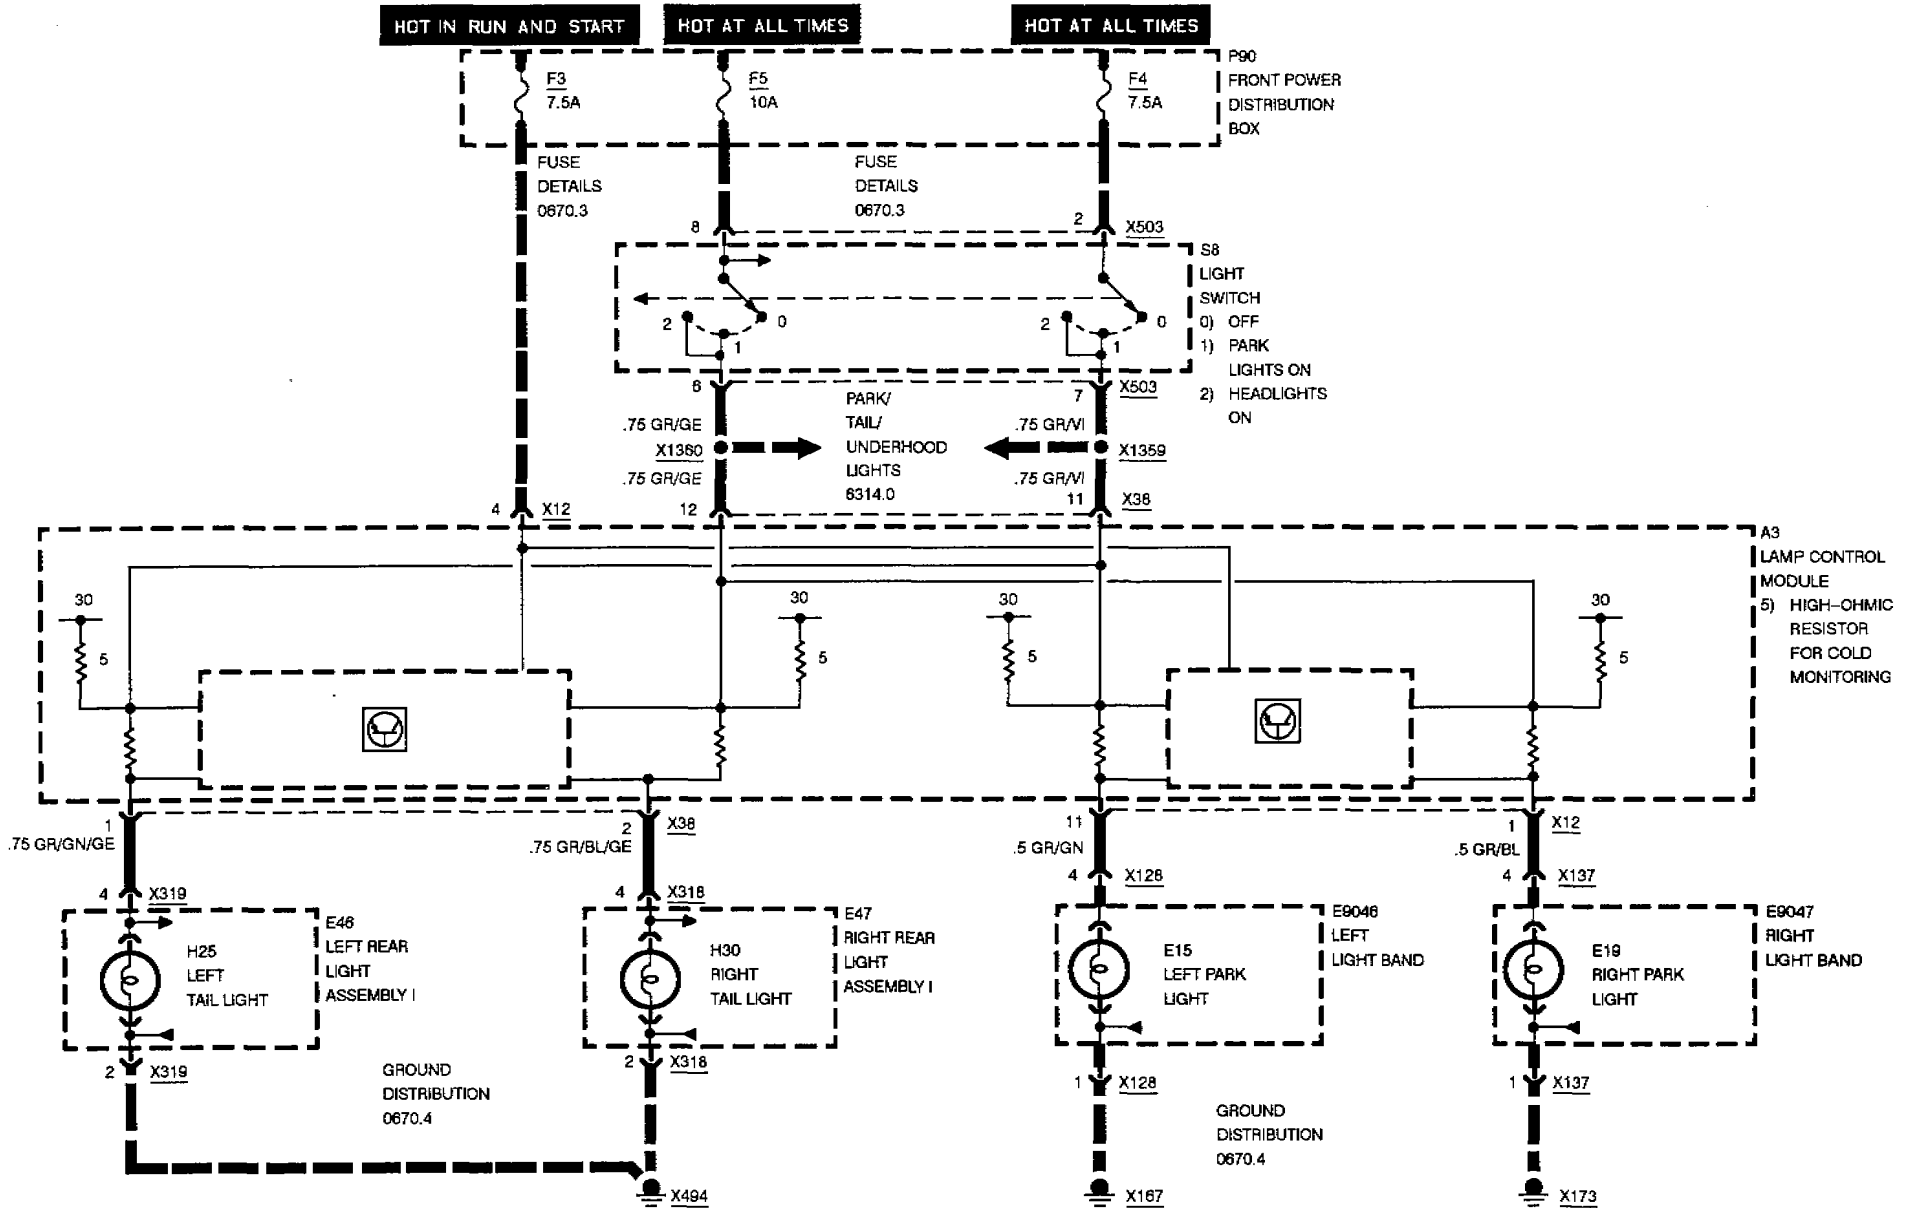 HOT IN RUN AND START
HOT AT ALL TIMES
HOT AT ALL TIMES
P90
FRONT POWER
DISTRIBUTION
BOX
F3
7.5A
F5
10A
F4
7.5A
FUSE
DETAILS
0670.3
FUSE
DETAILS
0670.3
8
2
X503
S8
LIGHT
SWITCH
0) OFF
1) PARK
LIGHTS ON
2) HEADLIGHTS
ON
2
0
1
2
0
1
6
7
X503
.75 GR/GE
X1360
.75 GR/GE
PARK/
TAIL/
UNDERHOOD
LIGHTS
6314.0
.75 GR/VI
X1359
.75 GR/VI
4
X12
12
11
X38
A3
LAMP CONTROL
MODULE
5) HIGH-OHMIC
RESISTOR
FOR COLD
MONITORING
30
5
30
5
30
5
30
5
1
.75 GR/GN/GE
2
X38
.75 GR/BL/GE
11
.5 GR/GN
1
X12
.5 GR/BL
4
X319
4
X318
4
X128
4
X137
E46
LEFT REAR
LIGHT
ASSEMBLY I
H25
LEFT
TAIL LIGHT
E47
RIGHT REAR
LIGHT
ASSEMBLY I
H30
RIGHT
TAIL LIGHT
E9046
LEFT
LIGHT BAND
E15
LEFT PARK
LIGHT
E9047
RIGHT
LIGHT BAND
E19
RIGHT PARK
LIGHT
2
X319
2
X318
1
X128
1
X137
GROUND
DISTRIBUTION
0670.4
GROUND
DISTRIBUTION
0670.4
X494
X167
X173